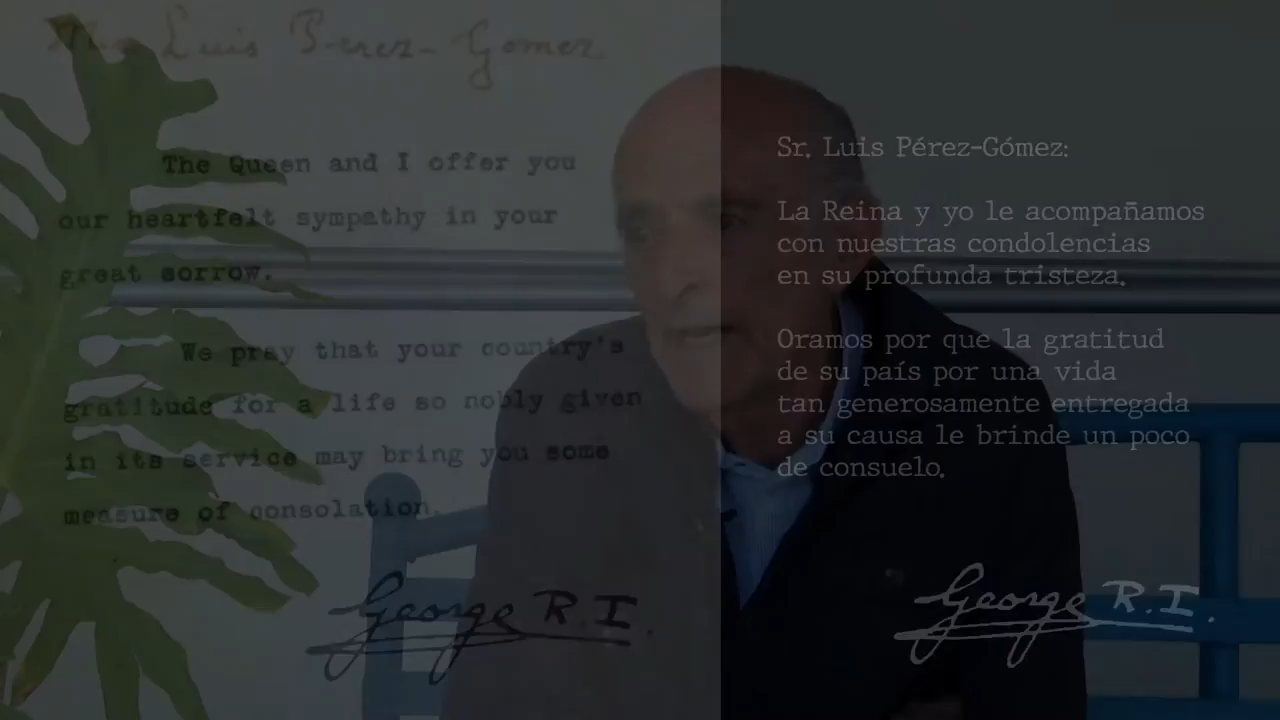 Luis Perez-Gomez
The Queen and I offer you
our heartfelt sympathy in your
great sorrow.
We pray that your country's
gratitude for a life so nobly given
in its service may bring you some
measure of consolation.
George R.I.
Sr. Luis Pérez-Gómez:
La Reina y yo le acompañamos
con nuestras condolencias
en su profunda tristeza.
Oramos por que la gratitud
de su país por una vida
tan generosamente entregada
a su causa le brinde un poco
de consuelo.
George R.I.